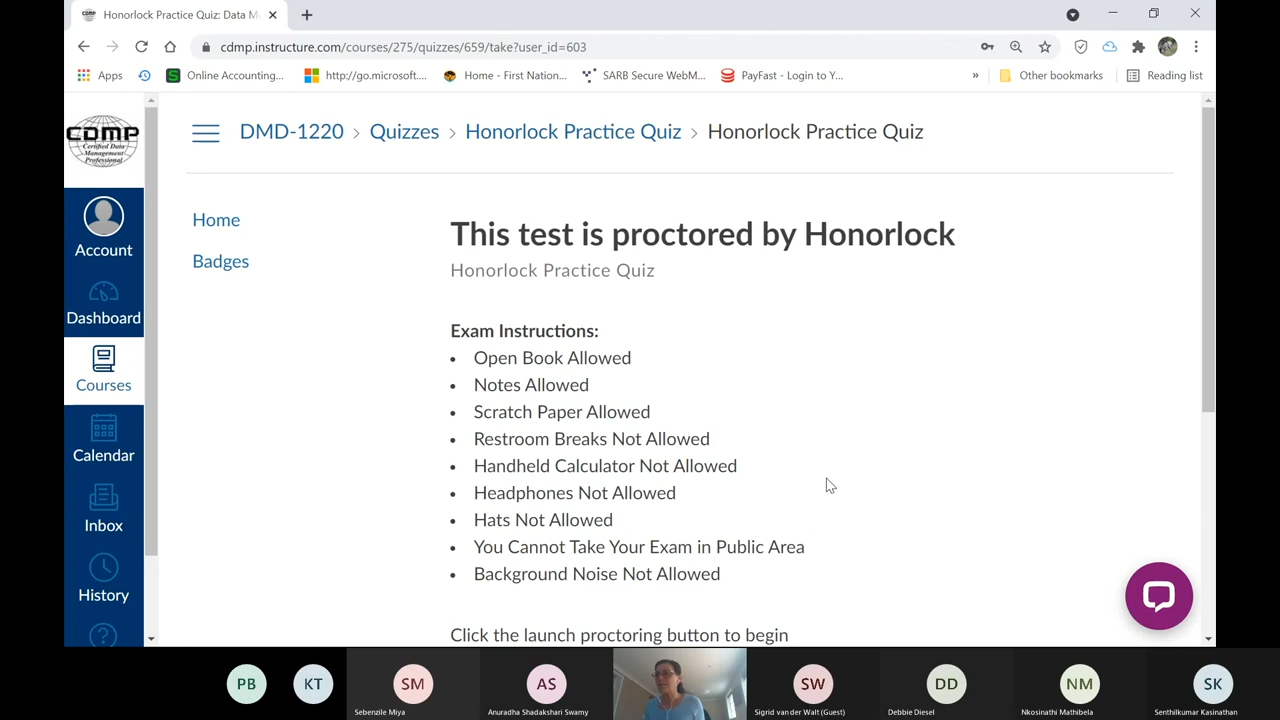 Honorlock Practice Quiz: Data M
cdmp.instructure.com/courses/275/quizzes/659/take?user_id=603
Apps
Online Accounting...
http://go.microsoft....
Home - First Nation...
SARB Secure WebM...
PayFast - Login to Y...
»
Other bookmarks
Reading list
CDMP
Certified Data
Management
Professional
DMD-1220 > Quizzes > Honorlock Practice Quiz > Honorlock Practice Quiz
Account
Dashboard
Courses
Calendar
Inbox
History
Home
Badges
This test is proctored by Honorlock
Honorlock Practice Quiz
Exam Instructions:
• Open Book Allowed
• Notes Allowed
• Scratch Paper Allowed
• Restroom Breaks Not Allowed
• Handheld Calculator Not Allowed
• Headphones Not Allowed
• Hats Not Allowed
• You Cannot Take Your Exam in Public Area
• Background Noise Not Allowed
Click the launch proctoring button to begin
PB
KT
SM
AS
SW
DD
NM
SK
Sebenzile Miya
Anuradha Shadakshari Swamy
Sigrid van der Walt (Guest)
Debbie Diesel
Nkosinathi Mathibela
Senthilkumar Kasinathan